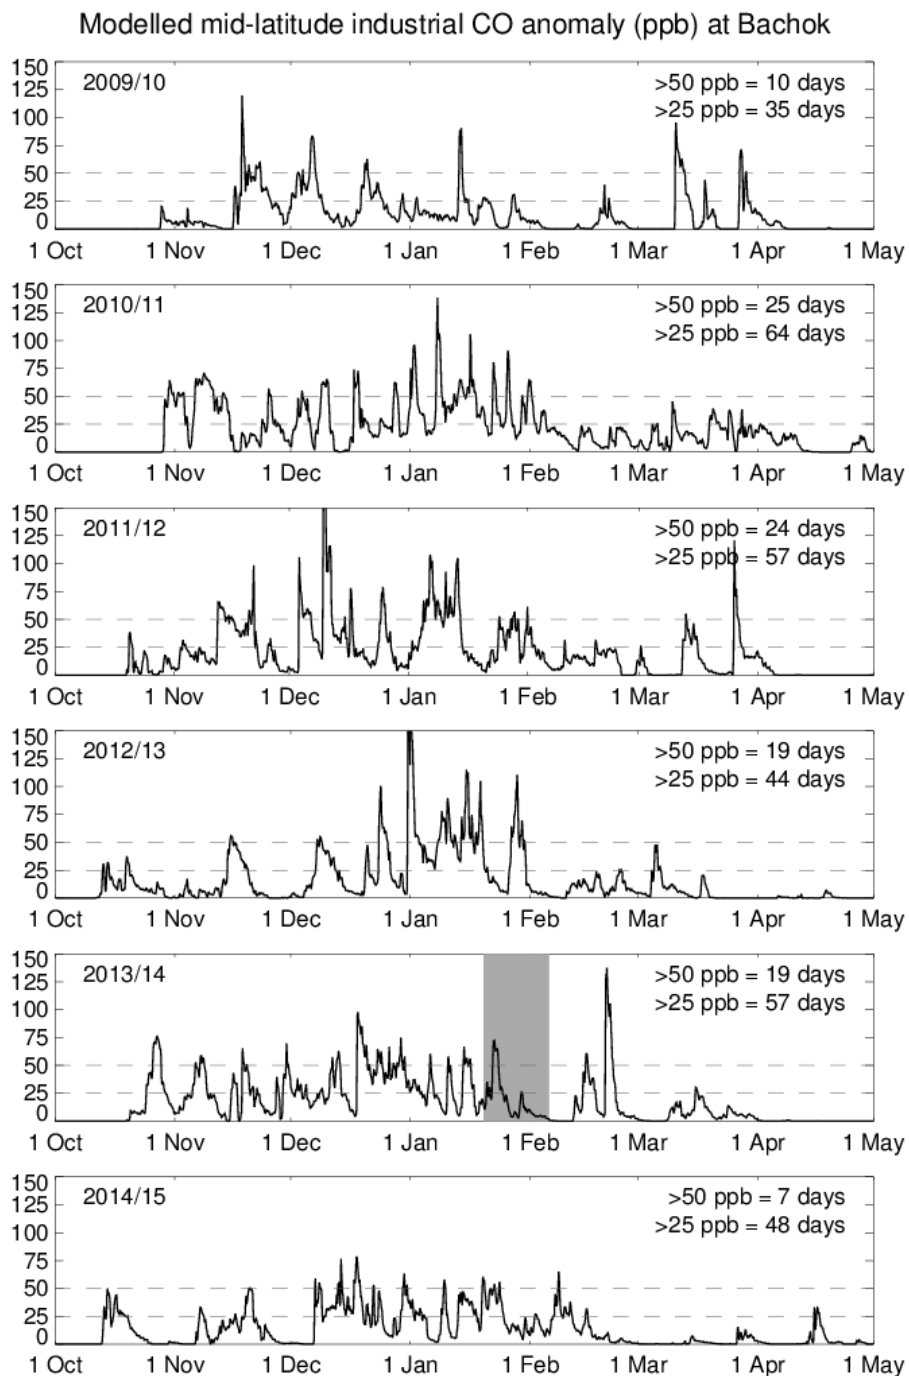 Modelled mid-latitude industrial CO anomaly (ppb) at Bachok
150
125
100
75
50
25
0
2009/10
>50 ppb = 10 days
>25 ppb = 35 days
1 Oct 1 Nov 1 Dec 1 Jan 1 Feb 1 Mar 1 Apr 1 May
150
125
100
75
50
25
0
2010/11
>50 ppb = 25 days
>25 ppb = 64 days
1 Oct 1 Nov 1 Dec 1 Jan 1 Feb 1 Mar 1 Apr 1 May
150
125
100
75
50
25
0
2011/12
>50 ppb = 24 days
>25 ppb = 57 days
1 Oct 1 Nov 1 Dec 1 Jan 1 Feb 1 Mar 1 Apr 1 May
150
125
100
75
50
25
0
2012/13
>50 ppb = 19 days
>25 ppb = 44 days
1 Oct 1 Nov 1 Dec 1 Jan 1 Feb 1 Mar 1 Apr 1 May
150
125
100
75
50
25
0
2013/14
>50 ppb = 19 days
>25 ppb = 57 days
1 Oct 1 Nov 1 Dec 1 Jan 1 Feb 1 Mar 1 Apr 1 May
150
125
100
75
50
25
0
2014/15
>50 ppb = 7 days
>25 ppb = 48 days
1 Oct 1 Nov 1 Dec 1 Jan 1 Feb 1 Mar 1 Apr 1 May